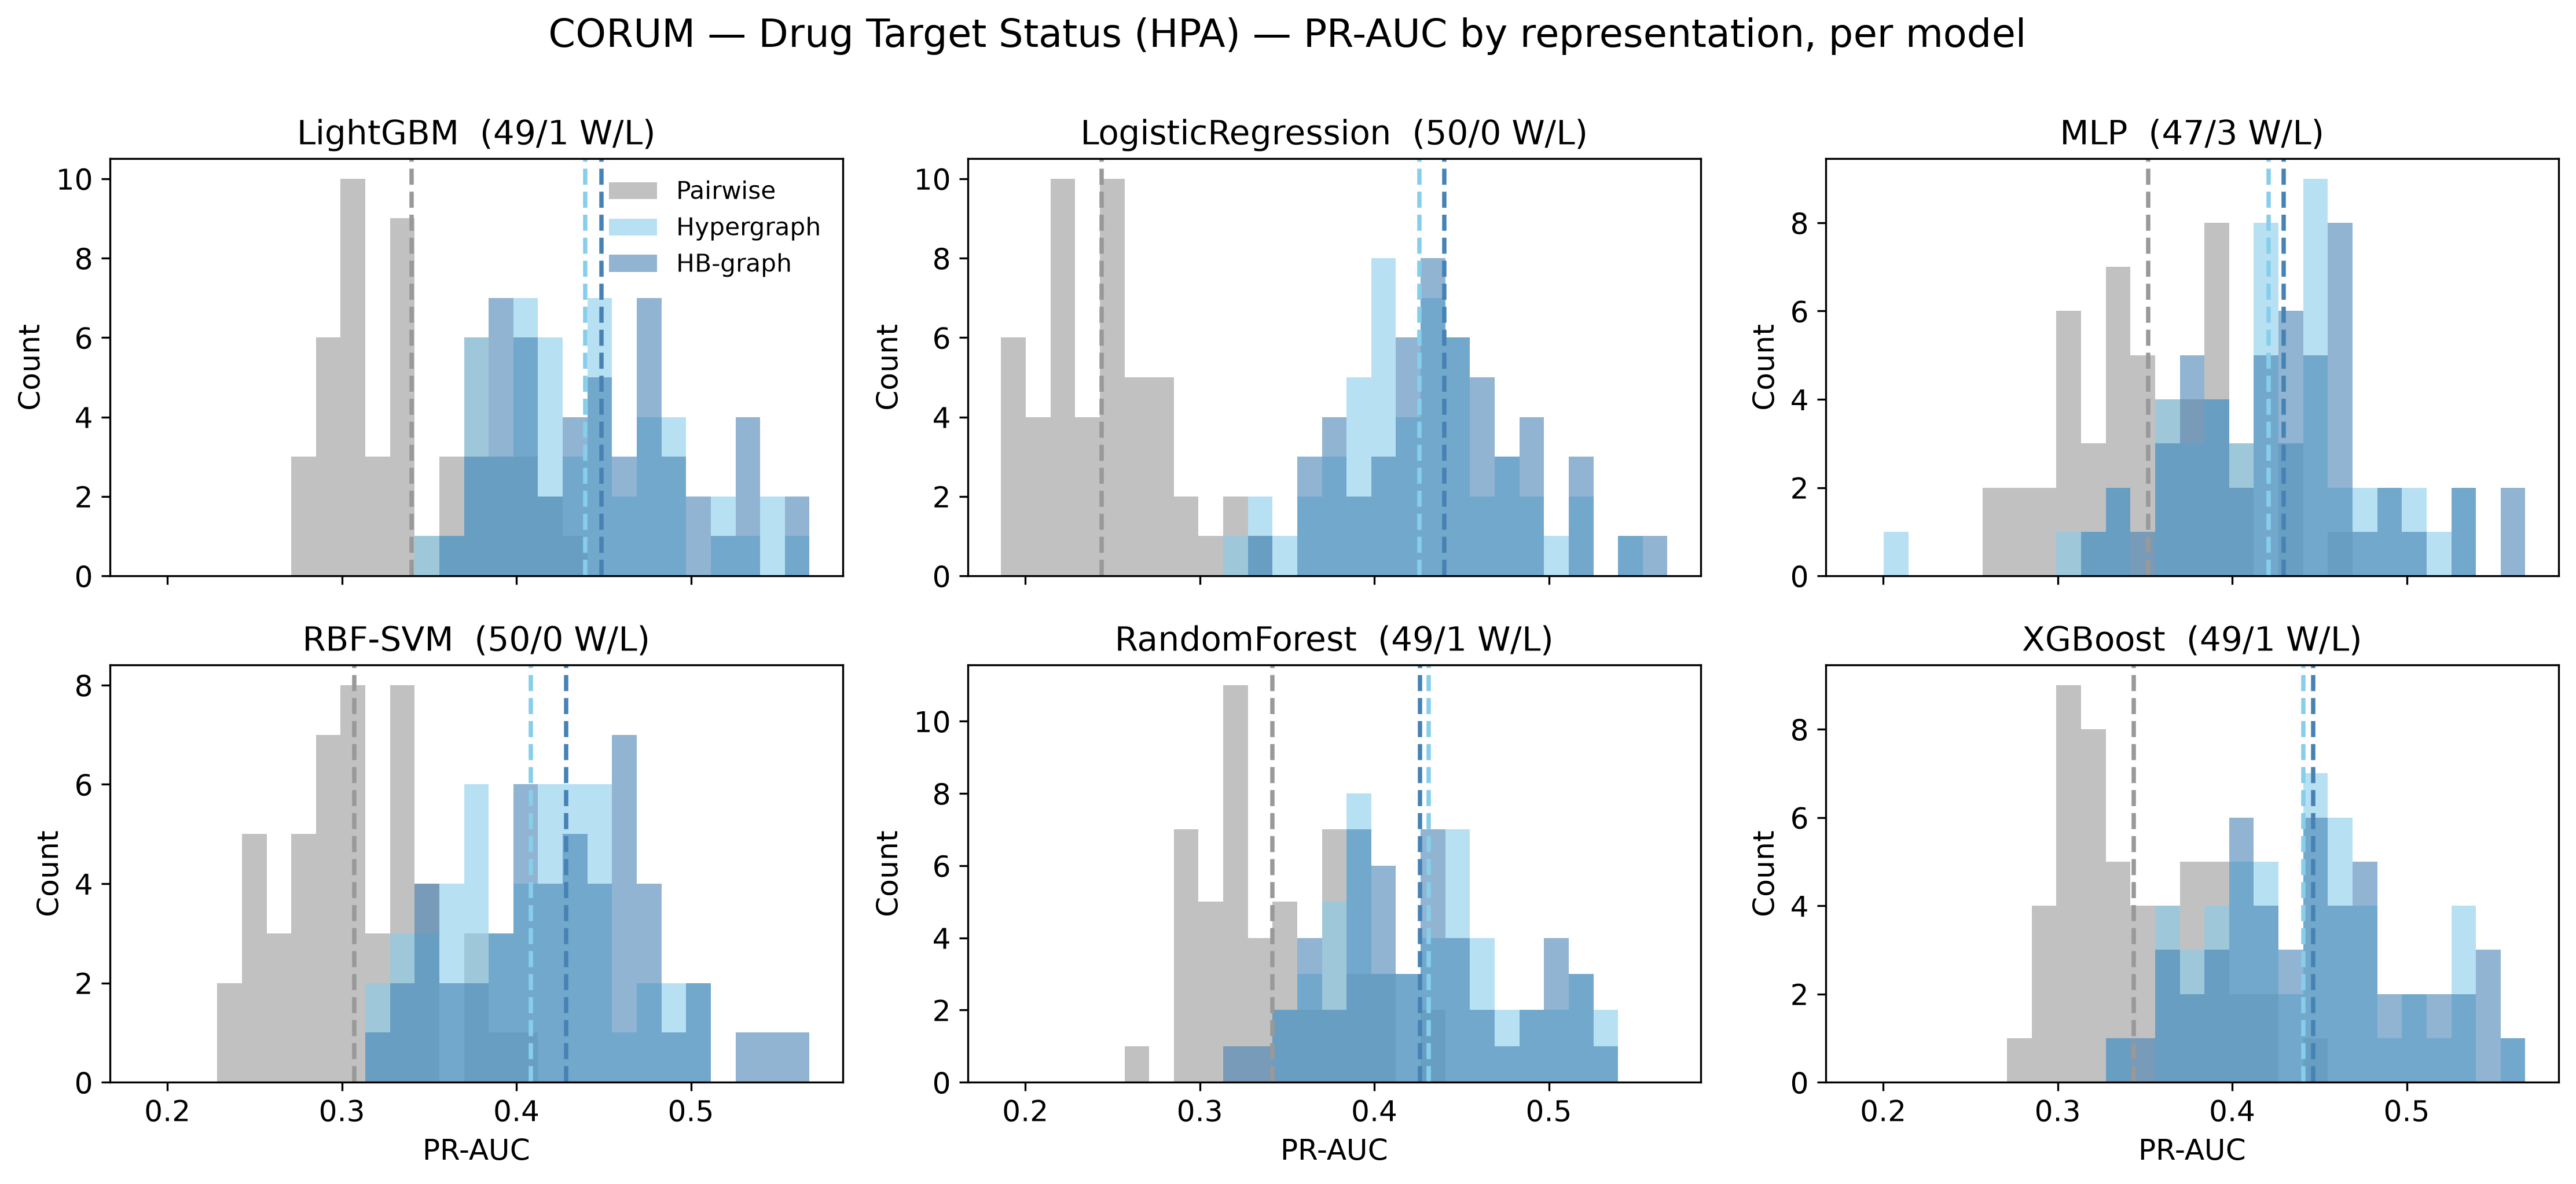 CORUM — Drug Target Status (HPA) — PR-AUC by representation, per model
LightGBM (49/1 W/L)
Count
10
8
6
4
2
0
Pairwise
Hypergraph
HB-graph
LogisticRegression (50/0 W/L)
Count
10
8
6
4
2
0
MLP (47/3 W/L)
Count
8
6
4
2
0
RBF-SVM (50/0 W/L)
Count
8
6
4
2
0
0.2 0.3 0.4 0.5
PR-AUC
RandomForest (49/1 W/L)
Count
10
8
6
4
2
0
0.2 0.3 0.4 0.5
PR-AUC
XGBoost (49/1 W/L)
Count
8
6
4
2
0
0.2 0.3 0.4 0.5
PR-AUC